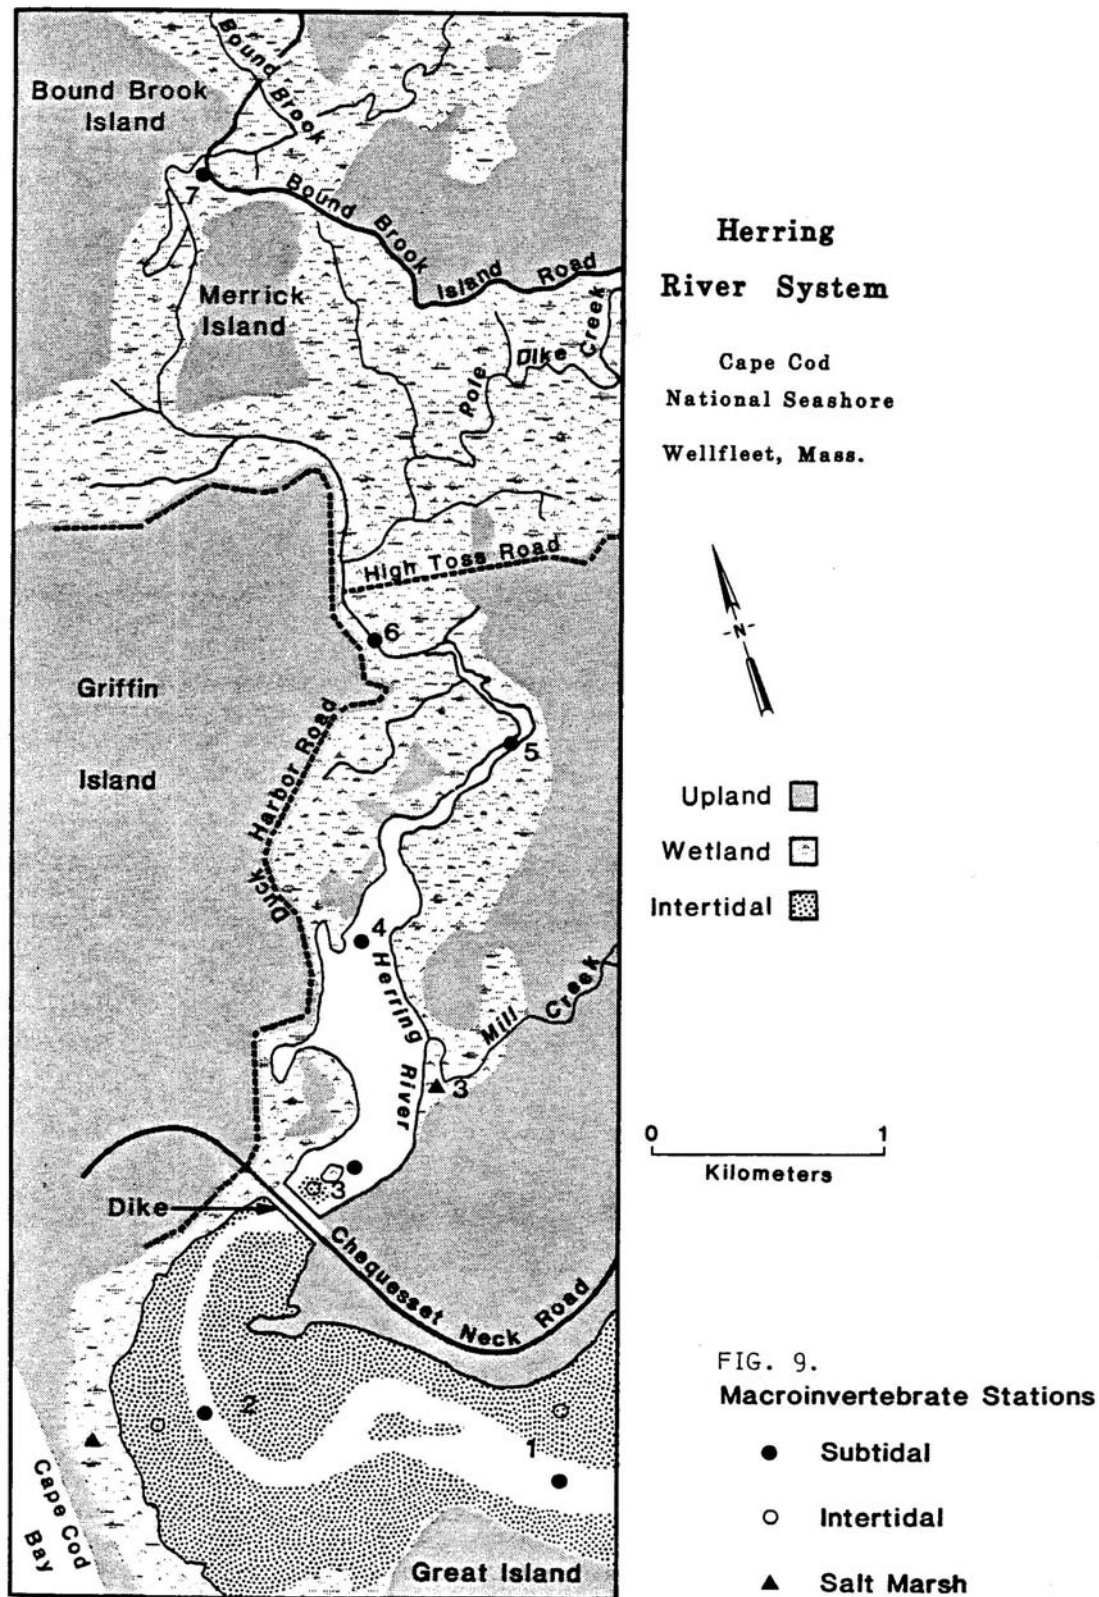 Bound Brook
Bound Brook
Island
7
Bound Brook Island Road
Merrick
Island
Pole Dike Creek
High Toss Road
6
Griffin
Island
5
Duck Harbor Road
4
Herring River
Mill Creek
3
3
Dike
Chequesset Neck Road
2
1
Cape Cod
Bay
Great Island
Herring
River System
Cape Cod
National Seashore
Wellfleet, Mass.
-N-
Upland
Wetland
Intertidal
0 1
Kilometers
FIG. 9.
Macroinvertebrate Stations
Subtidal
Intertidal
Salt Marsh